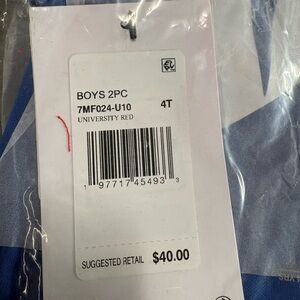 BOYS 2PC
7MF024-U10 4T
UNIVERSITY RED
1 97717 45493 3
SUGGESTED RETAIL $40.00